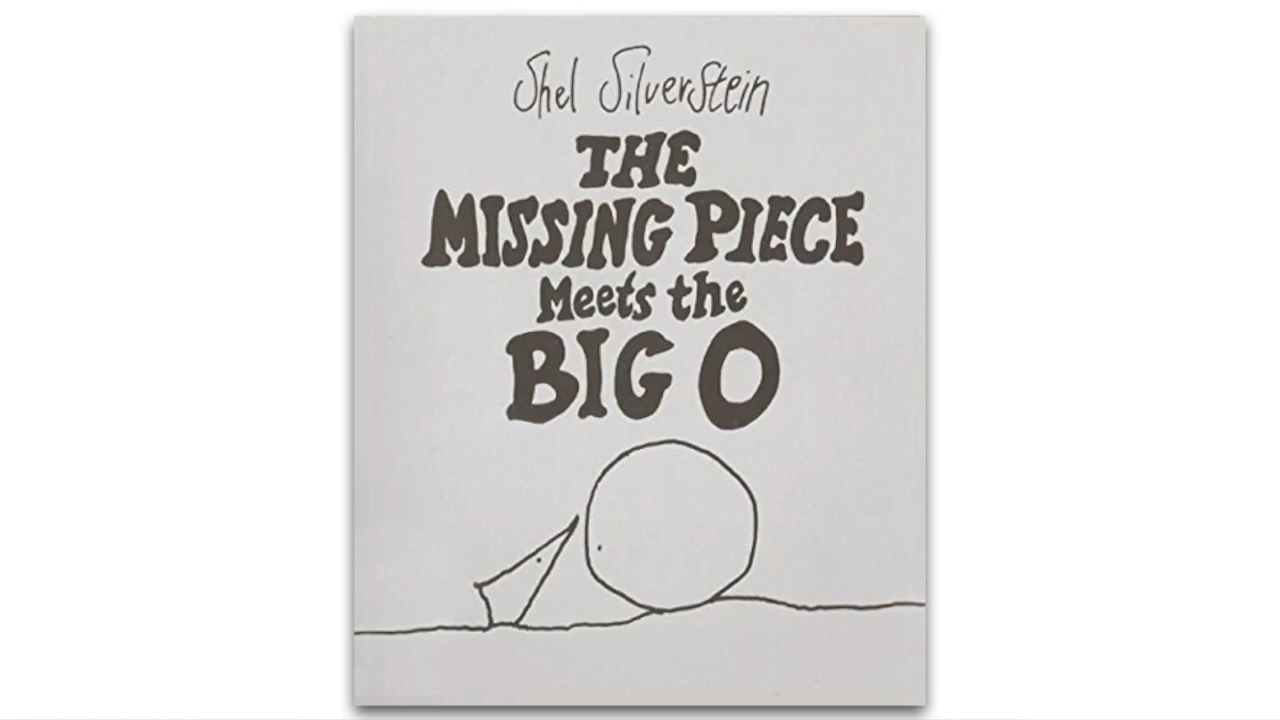 Shel Silverstein
THE
MISSING PIECE
Meets the
BIG O